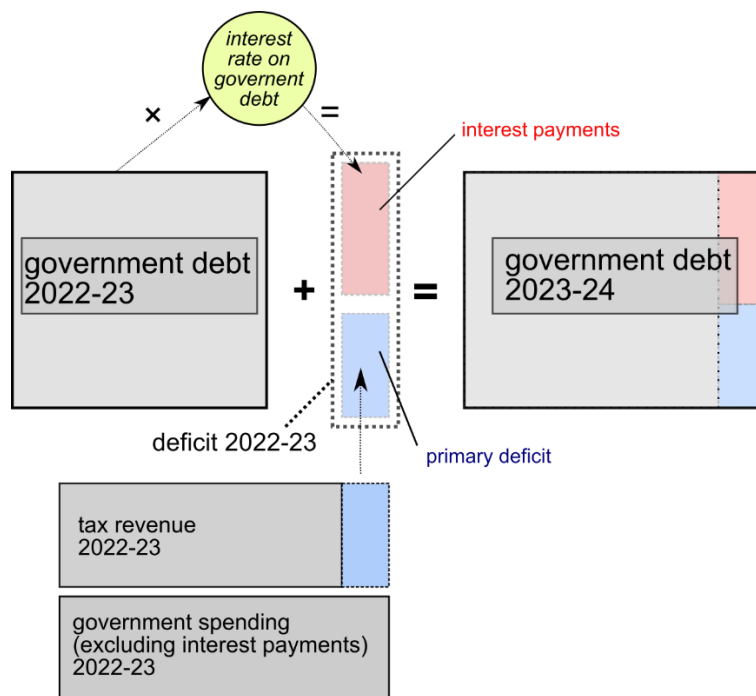 interest
rate on
governent
debt
×
=
interest payments
government debt
2022-23
+
=
government debt
2023-24
deficit 2022-23
primary deficit
tax revenue
2022-23
government spending
(excluding interest payments)
2022-23